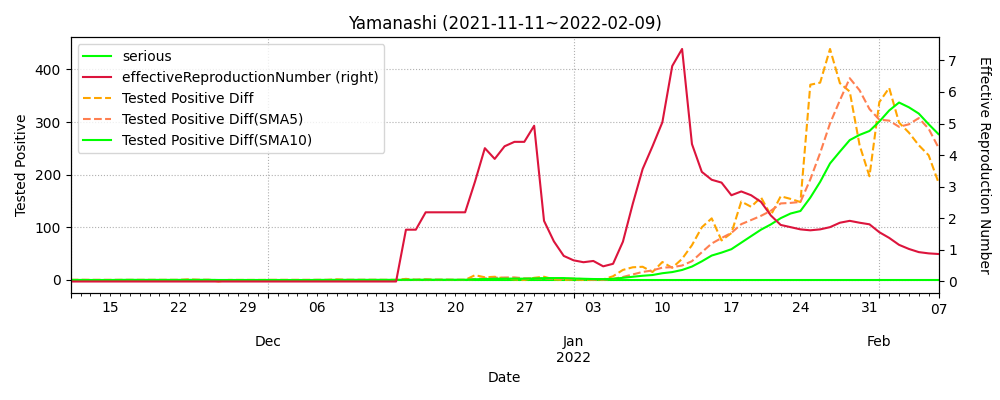 Yamanashi (2021-11-11~2022-02-09)
serious
effectiveReproductionNumber (right)
Tested Positive Diff
Tested Positive Diff(SMA5)
Tested Positive Diff(SMA10)
400
300
200
100
0
Tested Positive
7
6
5
4
3
2
1
0
Effective Reproduction Number
15 22 29 06 13 20 27 03 10 17 24 31 07
Dec Jan Feb
2022
Date